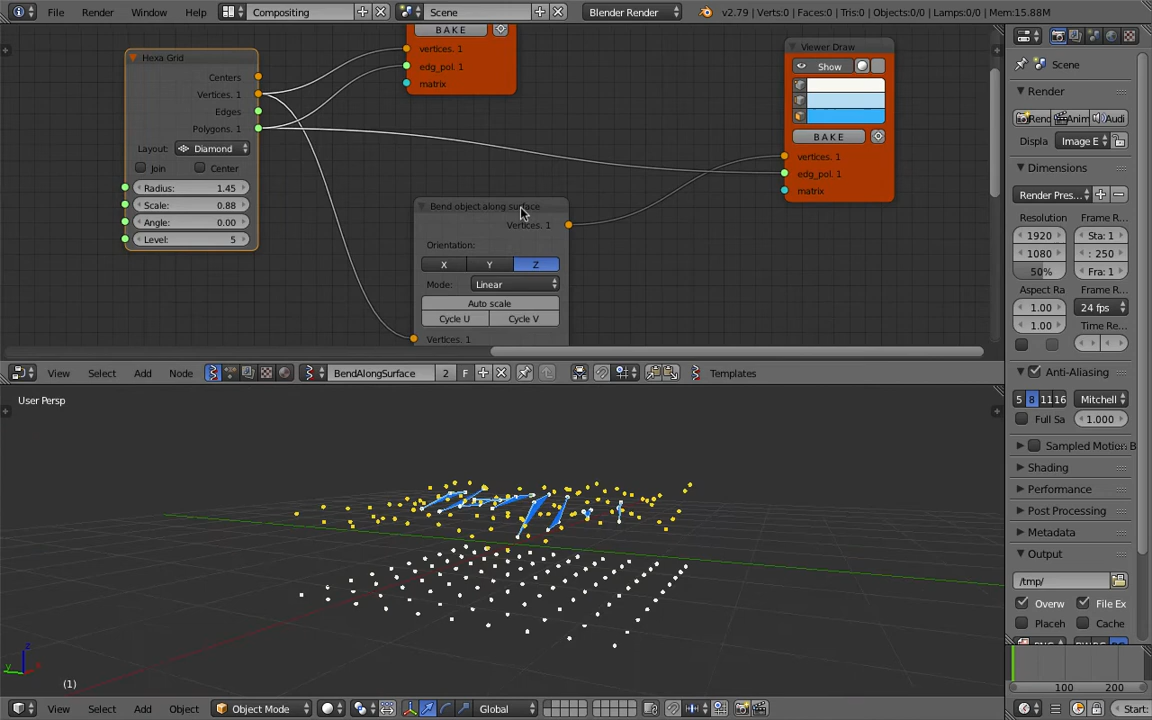 File Render Window Help Compositing Scene Blender Render v2.79 | Verts:0 | Faces:0 | Tris:0 | Objects:0/0 | Lamps:0/0 | Mem:15.88M
BAKE
vertices. 1
edg_pol. 1
matrix
Hexa Grid
Centers
Vertices. 1
Edges
Polygons. 1
Layout: Diamond
Join Center
Radius: 1.45
Scale: 0.88
Angle: 0.00
Level: 5
Bend object along surface
Vertices. 1
Orientation:
X Y Z
Mode: Linear
Auto scale
Cycle U Cycle V
Vertices. 1
Viewer Draw
Show
BAKE
vertices. 1
edg_pol. 1
matrix
View Select Add Node BendAlongSurface 2 F Templates
User Persp
z
y x
(1)
View Select Add Object Object Mode Global
Scene
Render
Anim Audi
Displa Image E
Dimensions
Render Pres...
Resolution Frame R...
1920 Sta: 1
1080 : 250
50% Fra: 1
Aspect Ra Frame R...
1.00 24 fps
1.00 Time Re...
Anti-Aliasing
5 8 11 16 Mitchell
Full Sa 1.000
Sampled Motion B
Shading
Performance
Post Processing
Metadata
Output
/tmp/
Overw File Ex
Placeh Cache
100 200
Start: